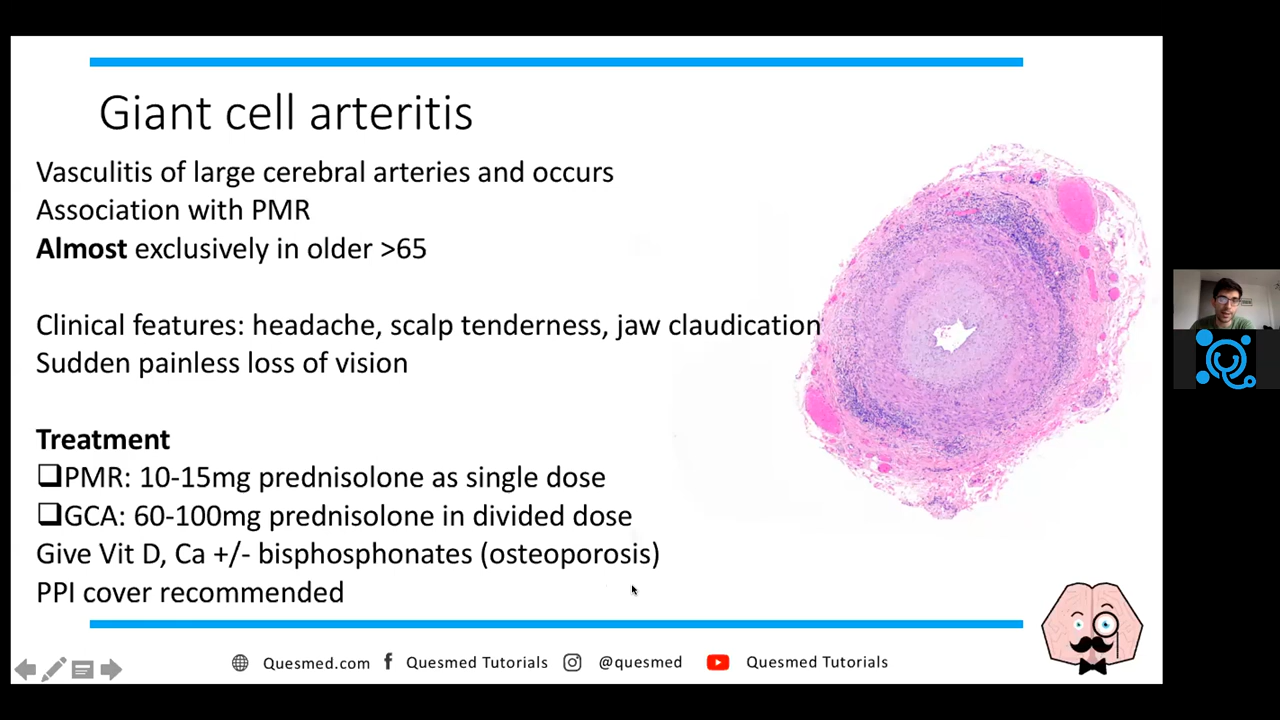 Giant cell arteritis
Vasculitis of large cerebral arteries and occurs
Association with PMR
Almost exclusively in older >65
Clinical features: headache, scalp tenderness, jaw claudication
Sudden painless loss of vision
Treatment
❑PMR: 10-15mg prednisolone as single dose
❑GCA: 60-100mg prednisolone in divided dose
Give Vit D, Ca +/- bisphosphonates (osteoporosis)
PPI cover recommended
Quesmed.com Quesmed Tutorials @quesmed Quesmed Tutorials